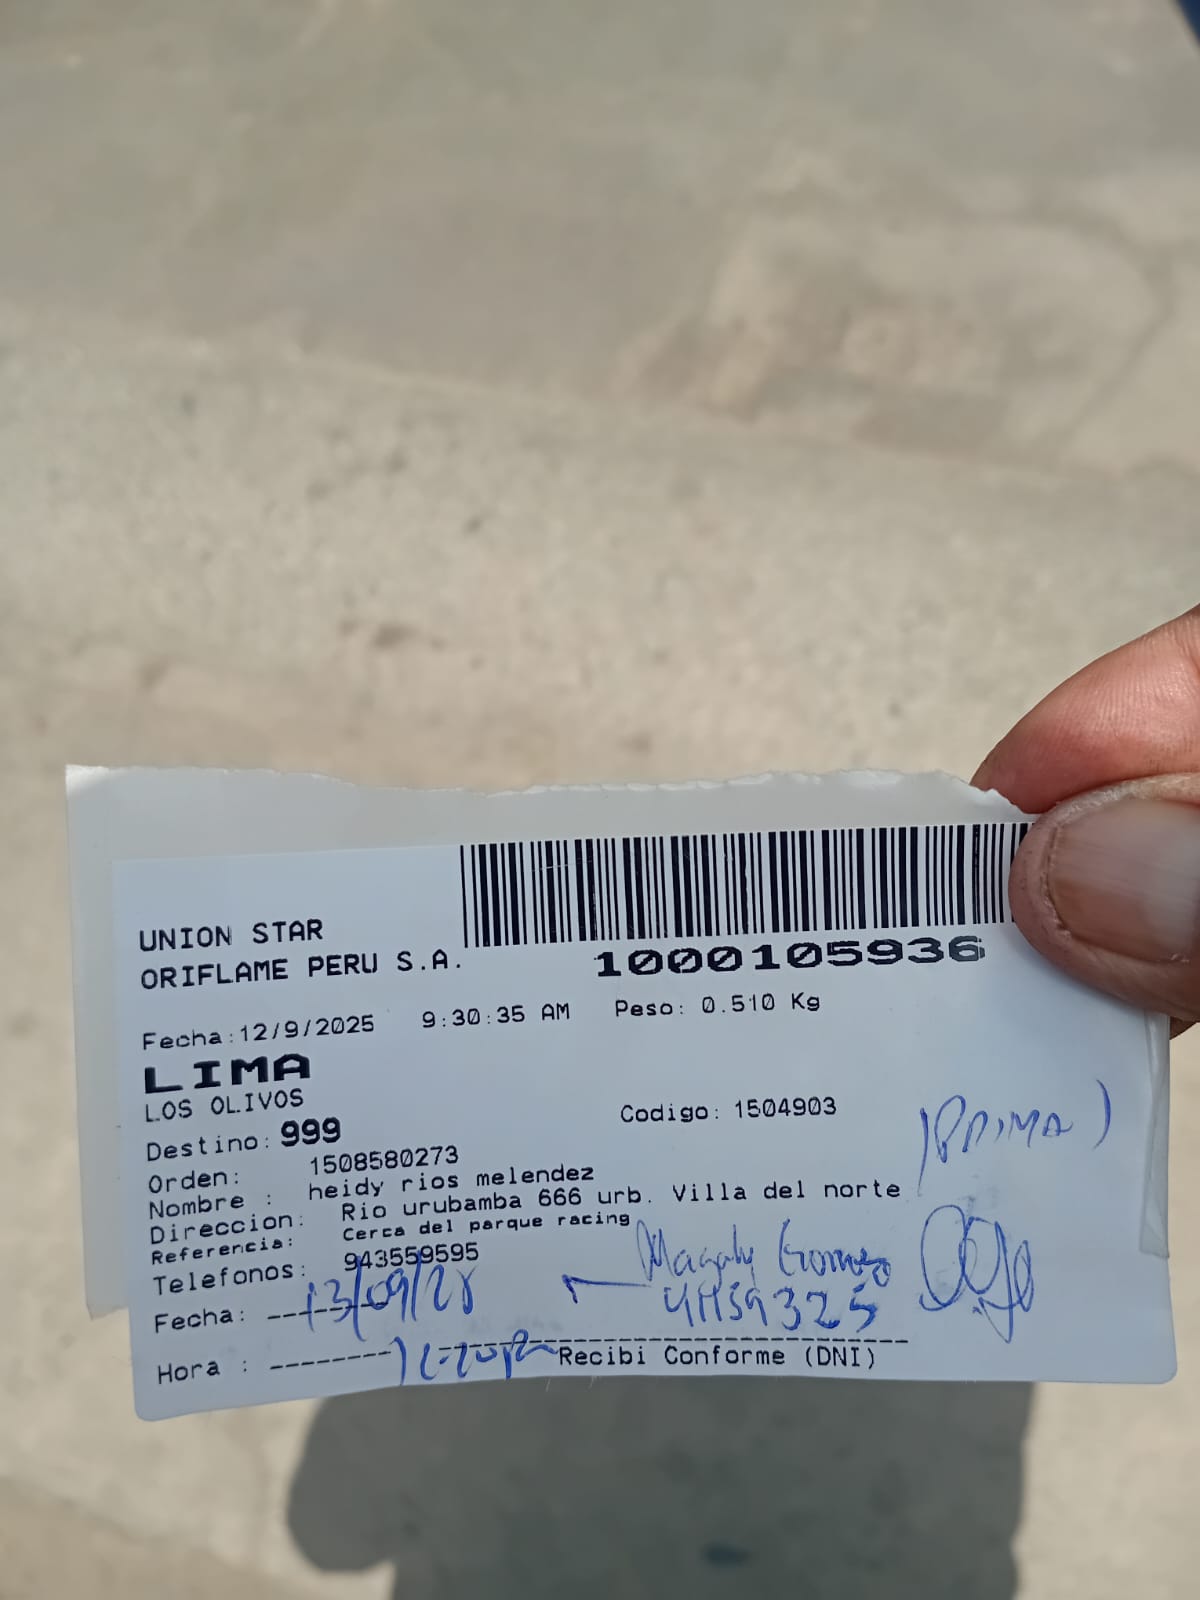 UNION STAR
ORIFLAME PERU S.A.
1000105936
Fecha:12/9/2025 9:30:35 AM Peso: 0.510 Kg
LIMA
LOS OLIVOS
Destino: 999 Codigo: 1504903
(PRIMA)
Orden: 1508580273
Nombre : heidy rios melendez
Direccion: Rio urubamba 666 urb. Villa del norte
Referencia: Cerca del parque racing
Telefonos: 943559595
Magaly
Fecha: 13/09/25
Hora : Recibi Conforme (DNI)